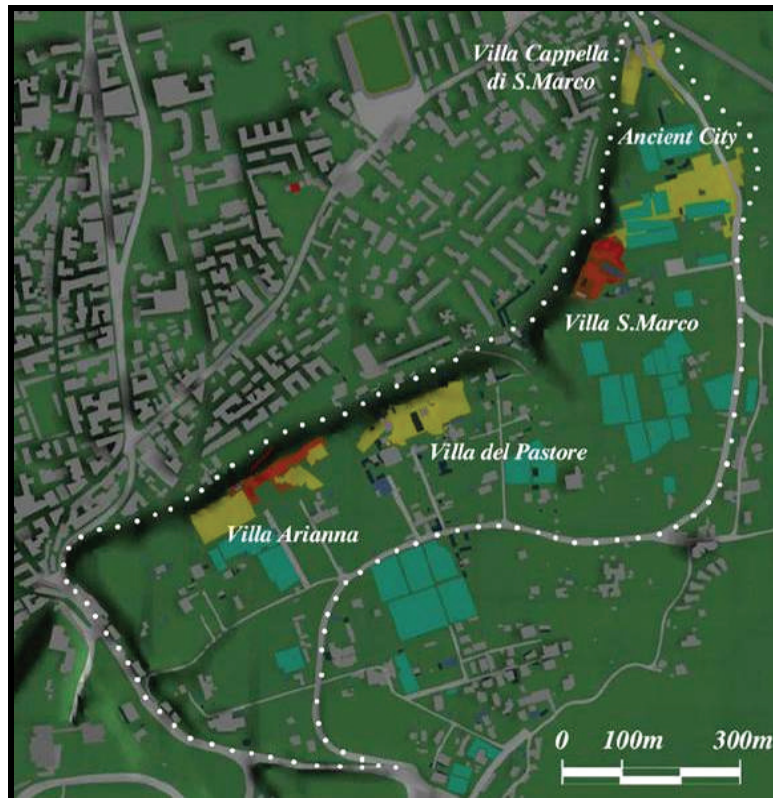 Villa Cappella
di S.Marco
Ancient City
Villa S.Marco
Villa del Pastore
Villa Arianna
0 100m 300m